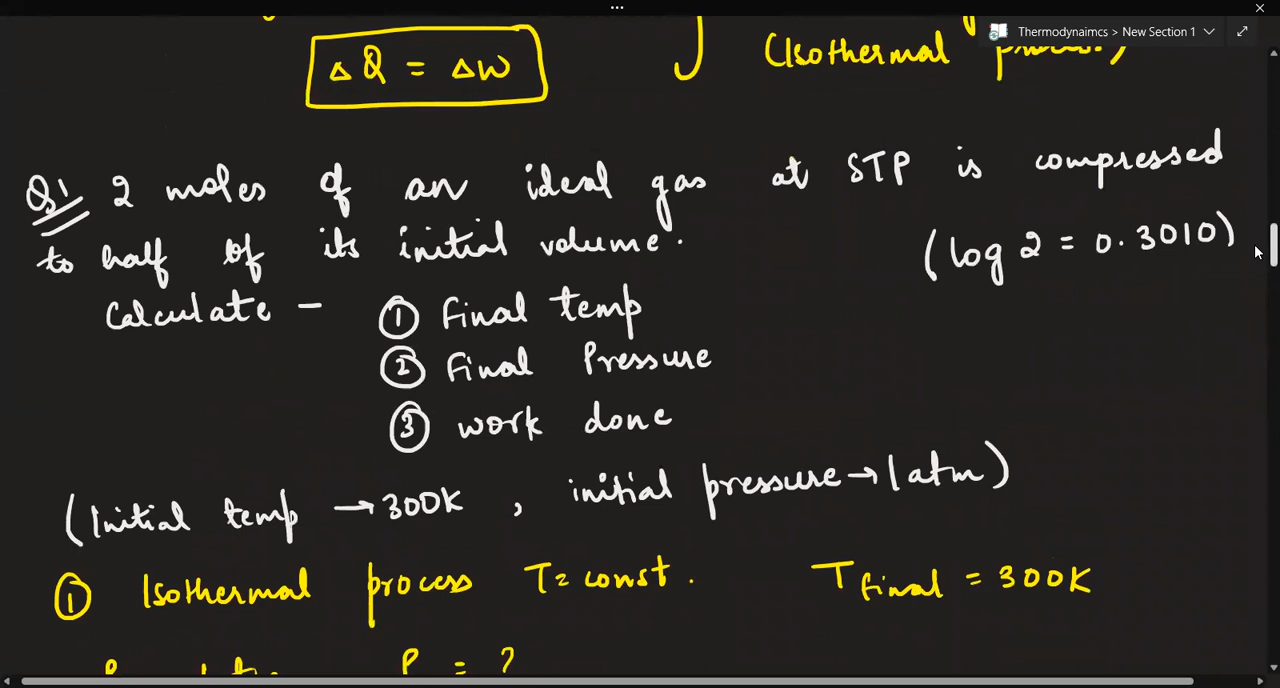 Thermodynaimcs > New Section 1
ΔQ = ΔW
(Isothermal process)
Q1 2 moles of an ideal gas at STP is compressed
to half of its initial volume.
(log 2 = 0.3010)
Calculate – ① final temp
② final Pressure
③ work done
(Initial temp → 300K , initial pressure → 1 atm)
① Isothermal process T = const. T final = 300K
P = ?